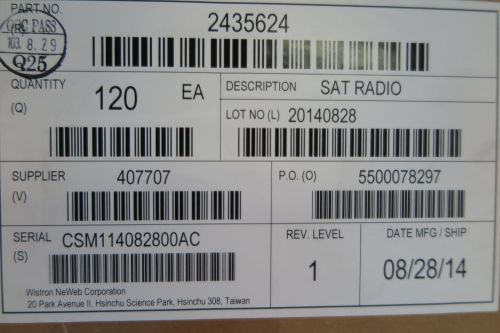 PART NO.
(P)
QRC PASS
103. 8. 29
Q25
2435624
QUANTITY
(Q)
120 EA
DESCRIPTION SAT RADIO
LOT NO (L) 20140828
SUPPLIER
(V)
407707
P.O. (O) 5500078297
SERIAL
(S)
CSM114082800AC
REV. LEVEL
1
DATE MFG / SHIP
08/28/14
Wistron NeWeb Corporation
20 Park Avenue II, Hsinchu Science Park, Hsinchu 308, Taiwan